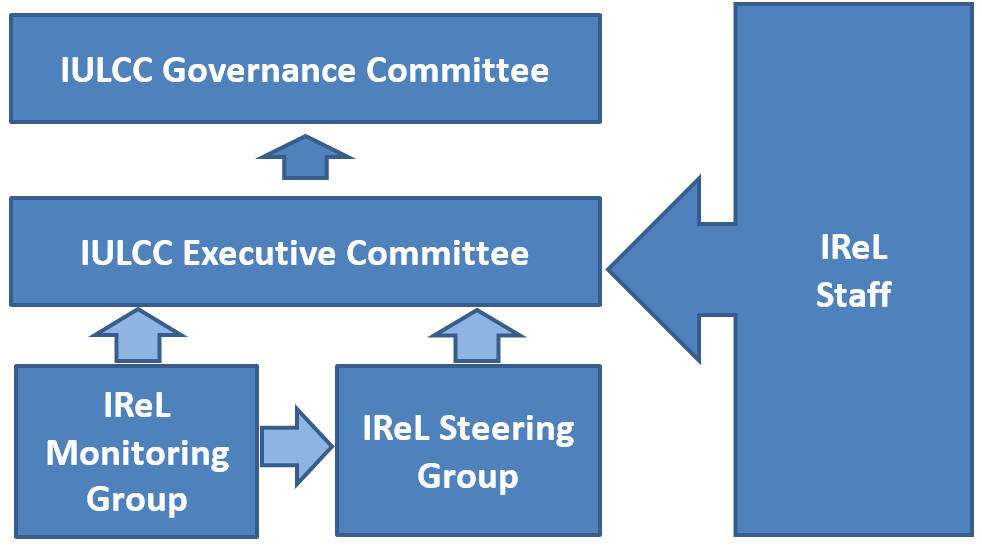 IULCC Governance Committee
IULCC Executive Committee
IReL
Staff
IReL
Monitoring
Group
IReL Steering
Group